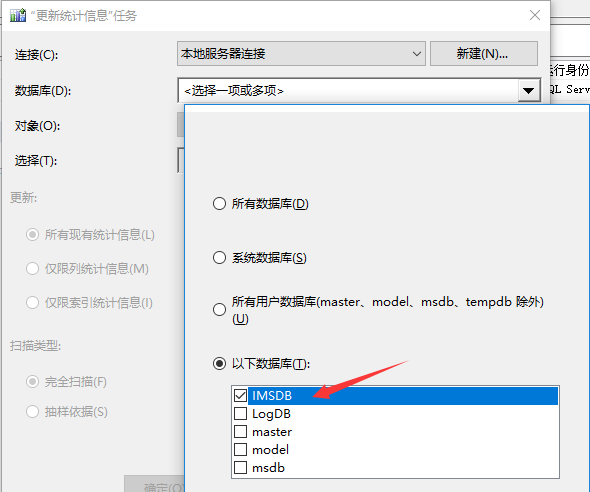 “更新统计信息”任务
连接(C):
本地服务器连接
新建(N)...
运行身份
数据库(D):
<选择一项或多项>
QL Serv
对象(O):
选择(T):
更新:
所有数据库(D)
所有现有统计信息(L)
系统数据库(S)
仅限列统计信息(M)
仅限索引统计信息(I)
所有用户数据库(master、model、msdb、tempdb 除外)
(U)
扫描类型:
以下数据库(T):
完全扫描(F)
IMSDB
抽样依据(S)
LogDB
master
model
msdb
确定(O